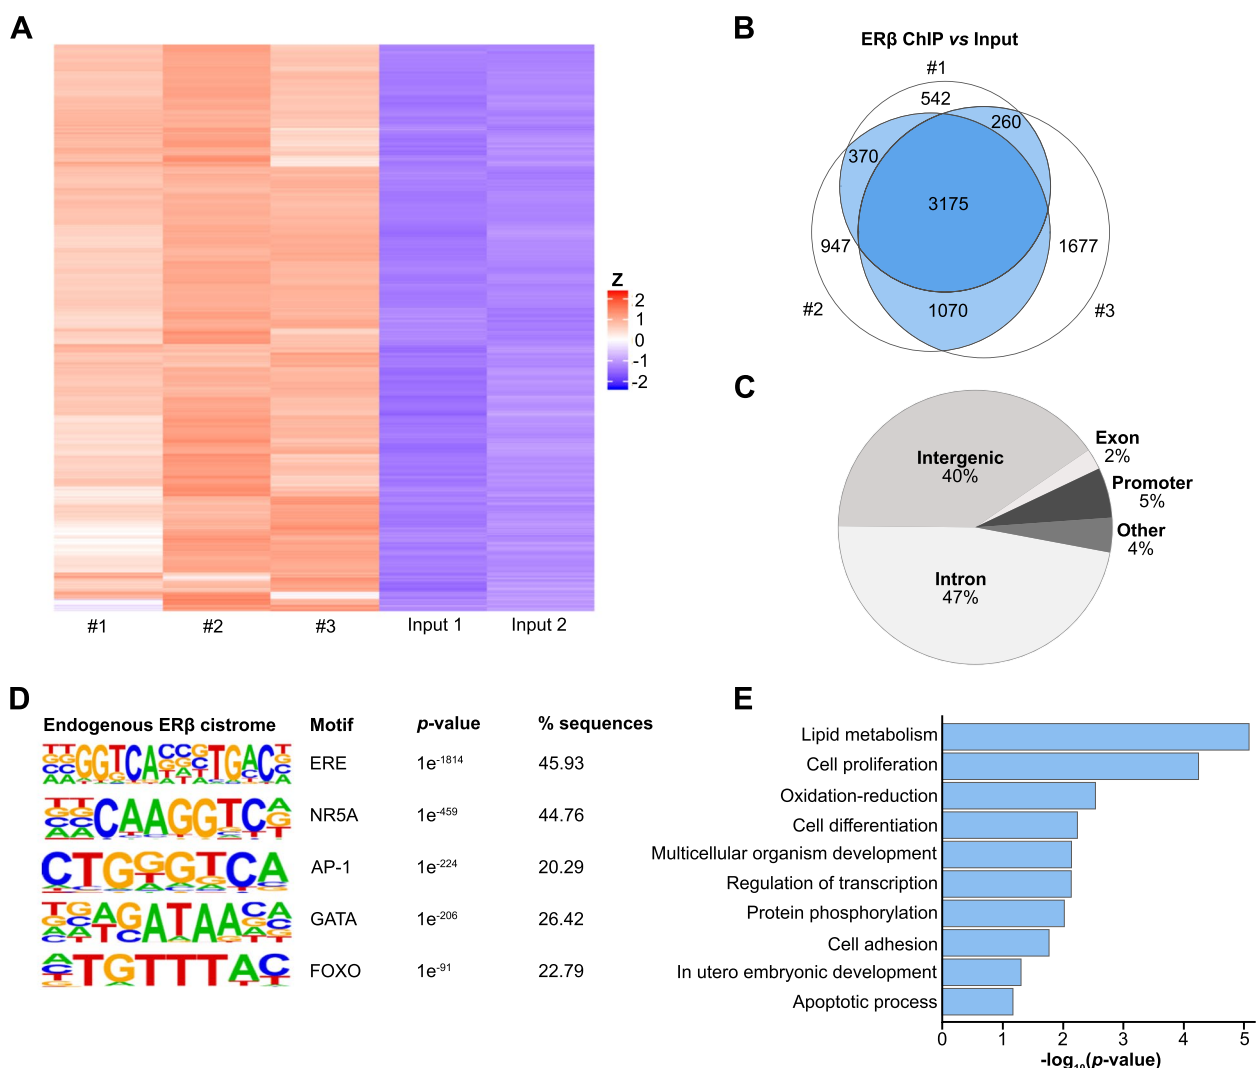 A
Z
2
1
0
-1
-2
#1
#2
#3
Input 1
Input 2
B
ERβ ChIP vs Input
#1
542
260
370
3175
947
1677
#2
1070
#3
C
Intergenic
40%
Exon
2%
Promoter
5%
Other
4%
Intron
47%
D
Endogenous ERβ cistrome Motif p-value % sequences
ERE 1e-1814 45.93
NR5A 1e-459 44.76
AP-1 1e-224 20.29
GATA 1e-206 26.42
FOXO 1e-91 22.79
E
Lipid metabolism
Cell proliferation
Oxidation-reduction
Cell differentiation
Multicellular organism development
Regulation of transcription
Protein phosphorylation
Cell adhesion
In utero embryonic development
Apoptotic process
0 1 2 3 4 5
-log10(p-value)